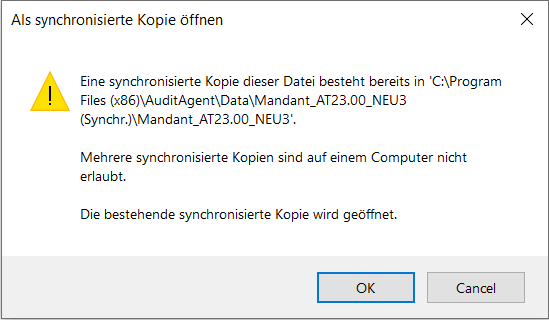 Als synchronisierte Kopie öffnen
Eine synchronisierte Kopie dieser Datei besteht bereits in 'C:\Program
Files (x86)\AuditAgent\Data\Mandant_AT23.00_NEU3
(Synchr.)\Mandant_AT23.00_NEU3'.
Mehrere synchronisierte Kopien sind auf einem Computer nicht
erlaubt.
Die bestehende synchronisierte Kopie wird geöffnet.
OK
Cancel